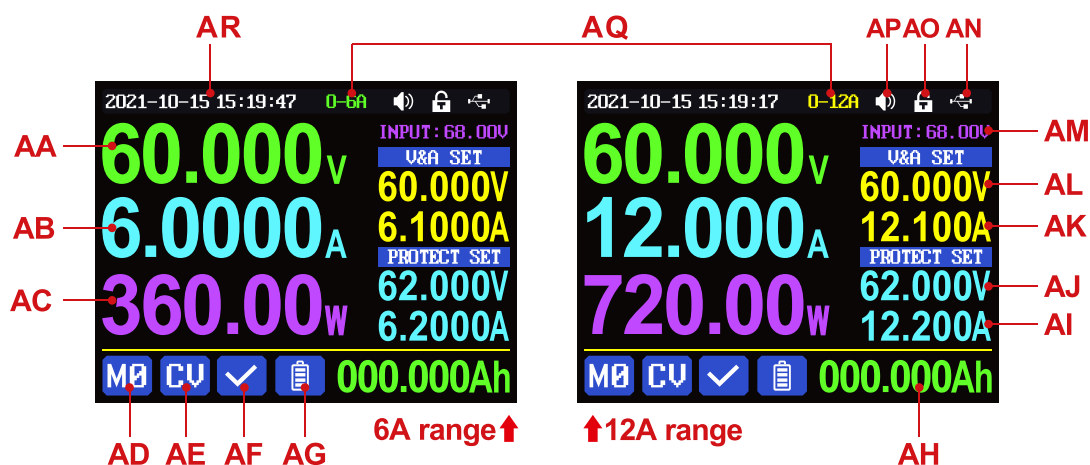 AR AQ AP AO AN
2021-10-15 15:19:47 0-6A
2021-10-15 15:19:17 0-12A
AA 60.000V INPUT:68.00V
V&A SET
60.000V
AB 6.0000A 6.1000A
PROTECT SET
AC 360.00W 62.000V
6.2000A
M0 CV 000.000Ah
60.000V INPUT:68.00V AM
V&A SET
60.000V AL
12.000A 12.100A AK
PROTECT SET
720.00W 62.000V AJ
12.200A AI
M0 CV 000.000Ah
6A range
12A range
AD AE AF AG AH